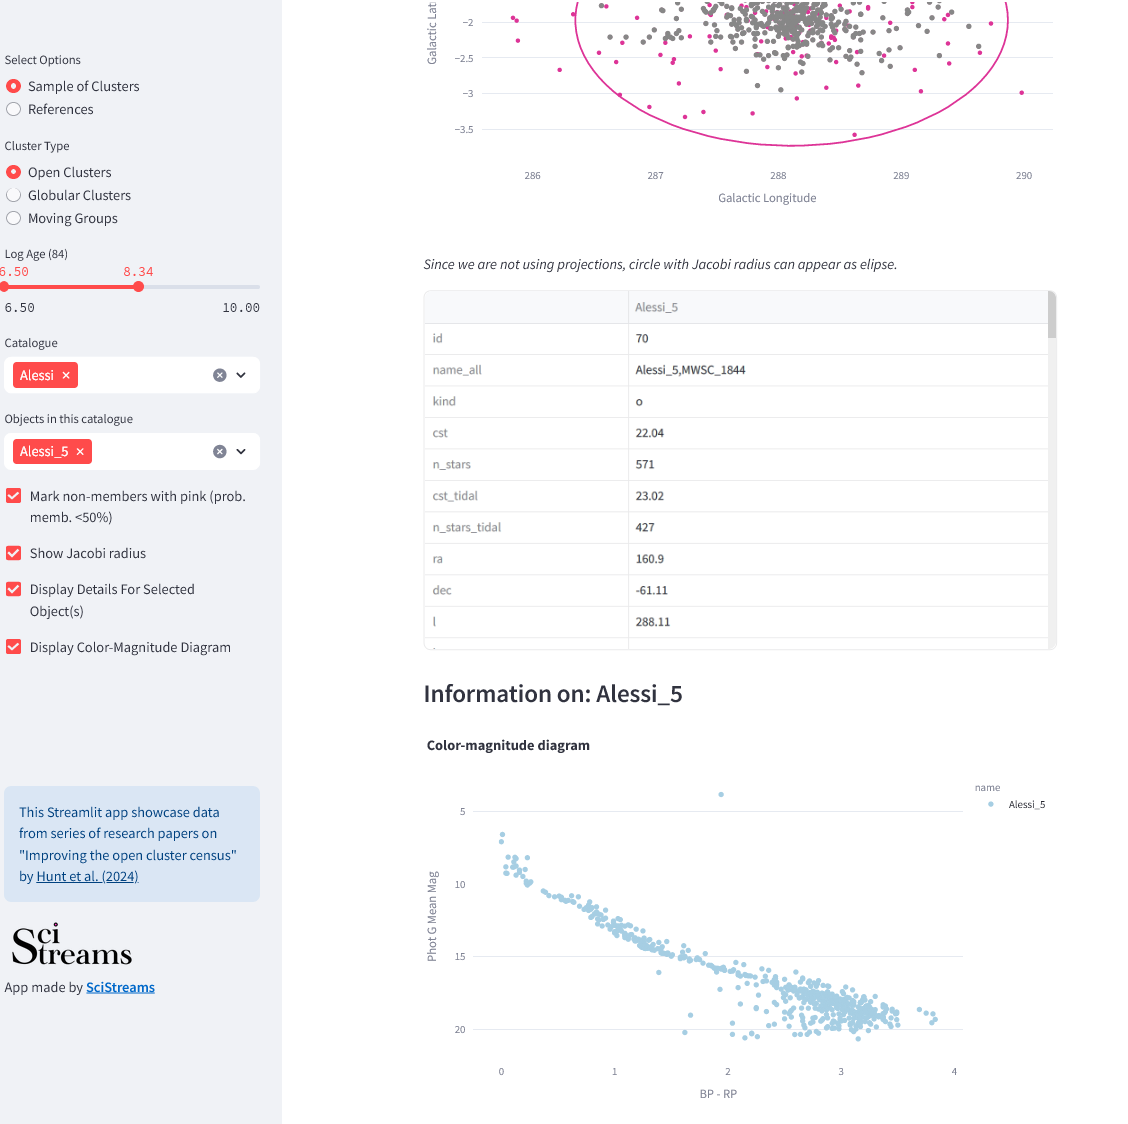 Select Options
Sample of Clusters
References
Cluster Type
Open Clusters
Globular Clusters
Moving Groups
Log Age (84)
6.50 8.34
6.50 10.00
Catalogue
Alessi ×
Objects in this catalogue
Alessi_5 ×
Mark non-members with pink (prob.
memb. <50%)
Show Jacobi radius
Display Details For Selected
Object(s)
Display Color-Magnitude Diagram
This Streamlit app showcase data
from series of research papers on
"Improving the open cluster census"
by Hunt et al. (2024)
Sci
Streams
App made by SciStreams
Galactic Lat
−2
−2.5
−3
−3.5
286 287 288 289 290
Galactic Longitude
Since we are not using projections, circle with Jacobi radius can appear as elipse.
Alessi_5
id 70
name_all Alessi_5,MWSC_1844
kind o
cst 22.04
n_stars 571
cst_tidal 23.02
n_stars_tidal 427
ra 160.9
dec -61.11
l 288.11
Information on: Alessi_5
Color-magnitude diagram
name
Alessi_5
Phot G Mean Mag
5
10
15
20
0 1 2 3 4
BP - RP